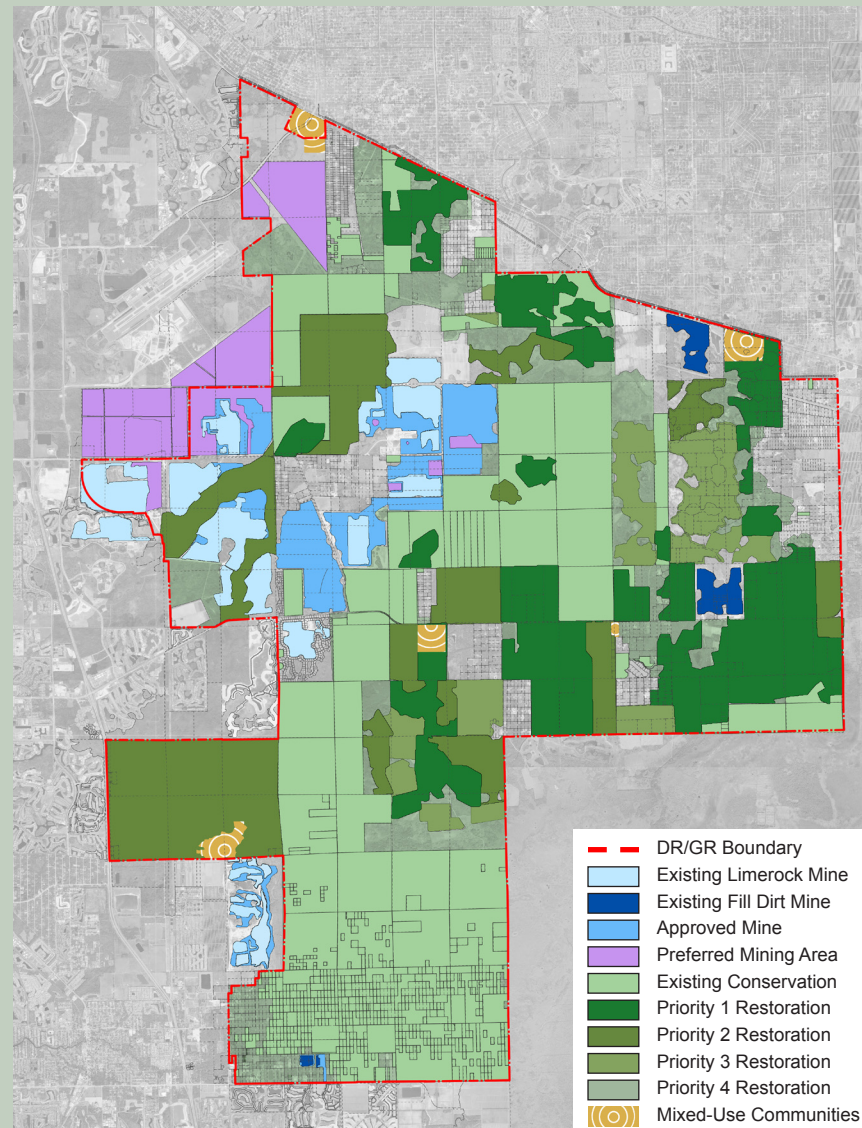 DR/GR Boundary
Existing Limerock Mine
Existing Fill Dirt Mine
Approved Mine
Preferred Mining Area
Existing Conservation
Priority 1 Restoration
Priority 2 Restoration
Priority 3 Restoration
Priority 4 Restoration
Mixed-Use Communities